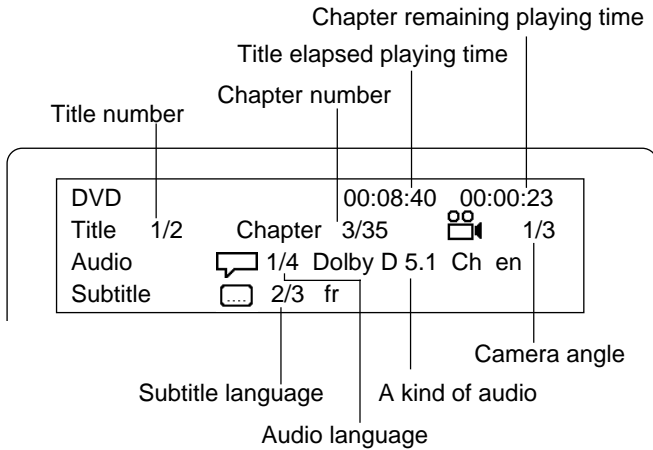 Chapter remaining playing time
Title elapsed playing time
Chapter number
Title number
DVD 00:08:40 00:00:23
Title 1/2 Chapter 3/35 1/3
Audio 1/4 Dolby D 5.1 Ch en
Subtitle .... 2/3 fr
Camera angle
Subtitle language A kind of audio
Audio language